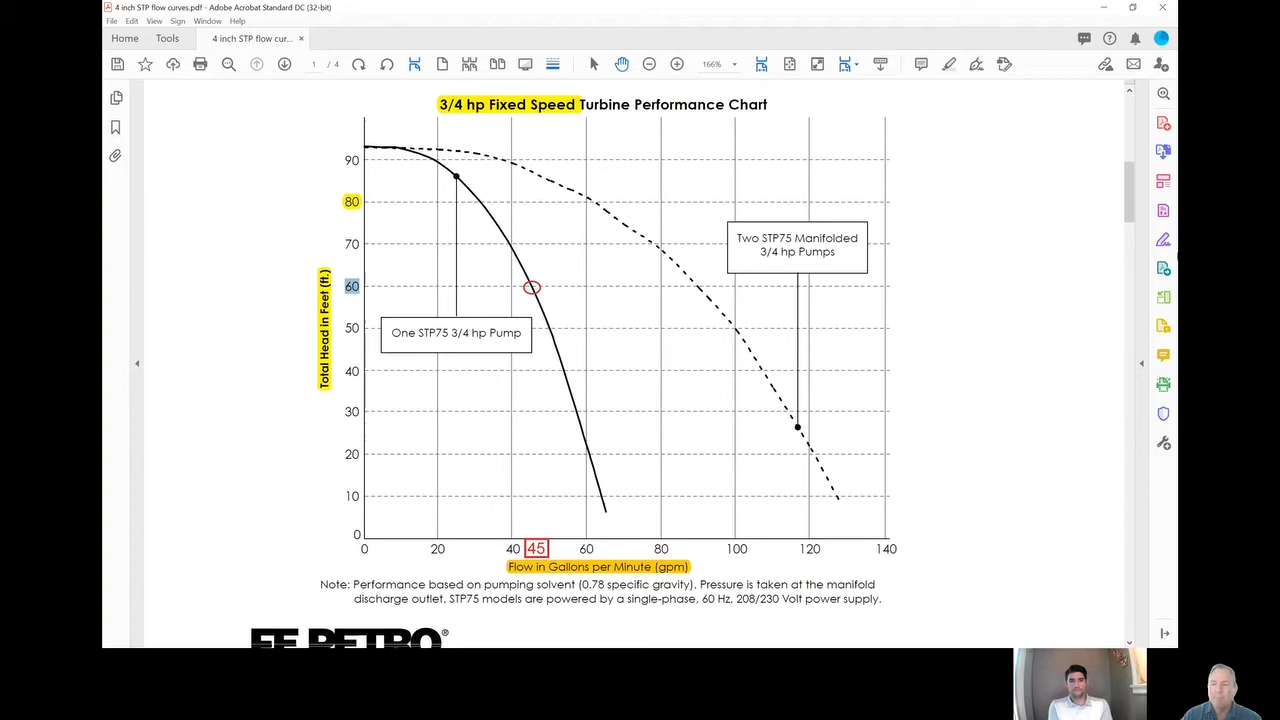 4 inch STP flow curves.pdf - Adobe Acrobat Standard DC (32-bit)
File Edit View Sign Window Help
Home Tools 4 inch STP flow cur... ×
1 / 4 166%
3/4 hp Fixed Speed Turbine Performance Chart
90
80
70
60
50
40
30
20
10
0
Total Head in Feet (ft.)
Two STP75 Manifolded
3/4 hp Pumps
One STP75 3/4 hp Pump
0 20 40 45 60 80 100 120 140
Flow in Gallons per Minute (gpm)
Note: Performance based on pumping solvent (0.78 specific gravity). Pressure is taken at the manifold
discharge outlet. STP75 models are powered by a single-phase, 60 Hz, 208/230 Volt power supply.
FE PETRO®